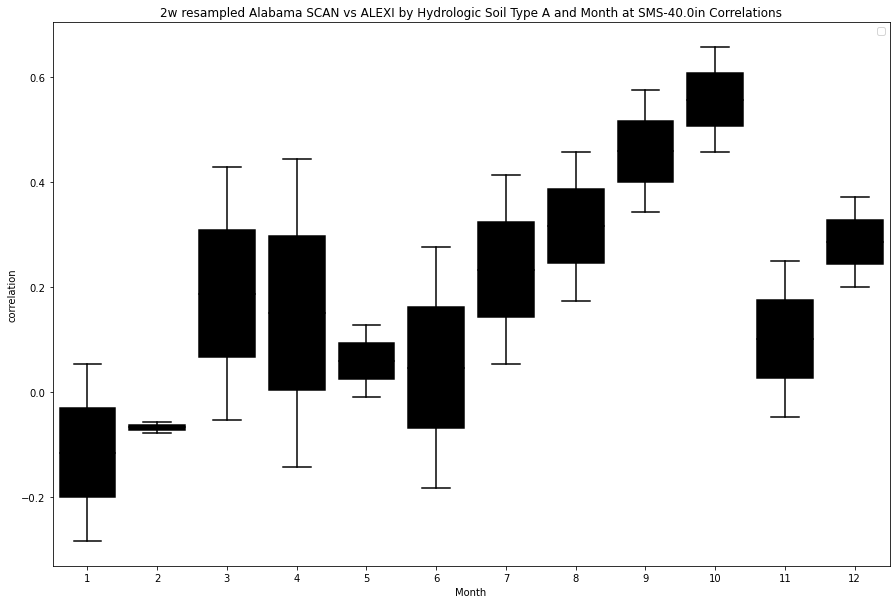 2w resampled Alabama SCAN vs ALEXI by Hydrologic Soil Type A and Month at SMS-40.0in Correlations
0.6
0.4
0.2
0.0
−0.2
correlation
1 2 3 4 5 6 7 8 9 10 11 12
Month